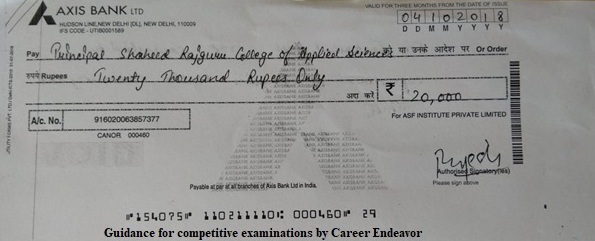 AXIS BANK LTD
HUDSON LINE, NEW DELHI, NEW DELHI, 110009
IFS CODE - UTIB0001589
VALID FOR THREE MONTHS FROM THE DATE OF ISSUE
04102018
D D M M Y Y Y Y
Pay Principal Shaheed Rajguru College of Applied Sciences को या उनके आदेश पर Or Order
रुपये Rupees Twenty Thousand Rupees Only
अदा करें ₹ 20,000
A/c. No. 916020063857377
CANOR 000460
For ASF INSTITUTE PRIVATE LIMITED
Authorised Signatory(ies)
Please sign above
Payable at par at all branches of Axis Bank Ltd in India.
⑈154075⑈ 110211110⑆ 000460⑈ 29
Guidance for competitive examinations by Career Endeavor